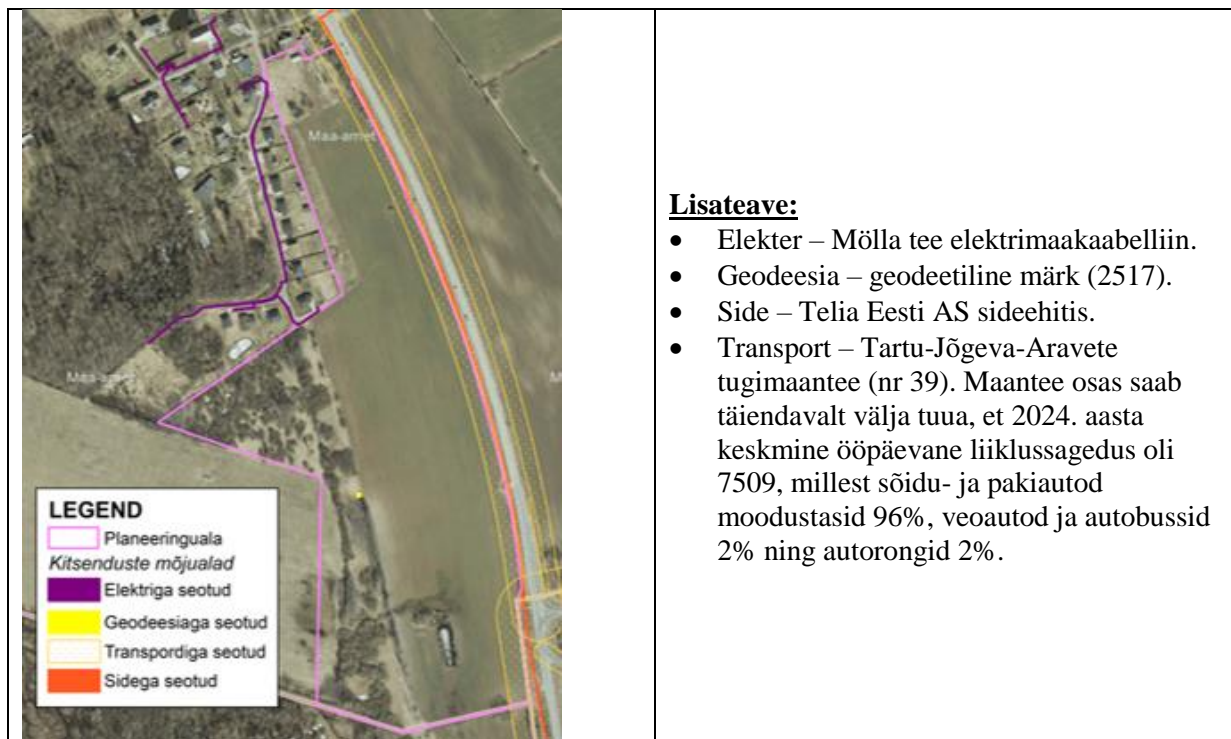 Maa-amet
Maa-amet
M
LEGEND
Planeeringuala
Kitsenduste mõjualad
Elektriga seotud
Geodeesiaga seotud
Transpordiga seotud
Sidega seotud
Lisateave:
• Elekter – Mölla tee elektrimaakaabelliin.
• Geodeesia – geodeetiline märk (2517).
• Side – Telia Eesti AS sideehitis.
• Transport – Tartu-Jõgeva-Aravete
tugimaantee (nr 39). Maantee osas saab
täiendavalt välja tuua, et 2024. aasta
keskmine ööpäevane liiklussagedus oli
7509, millest sõidu- ja pakiautod
moodustasid 96%, veoautod ja autobussid
2% ning autorongid 2%.